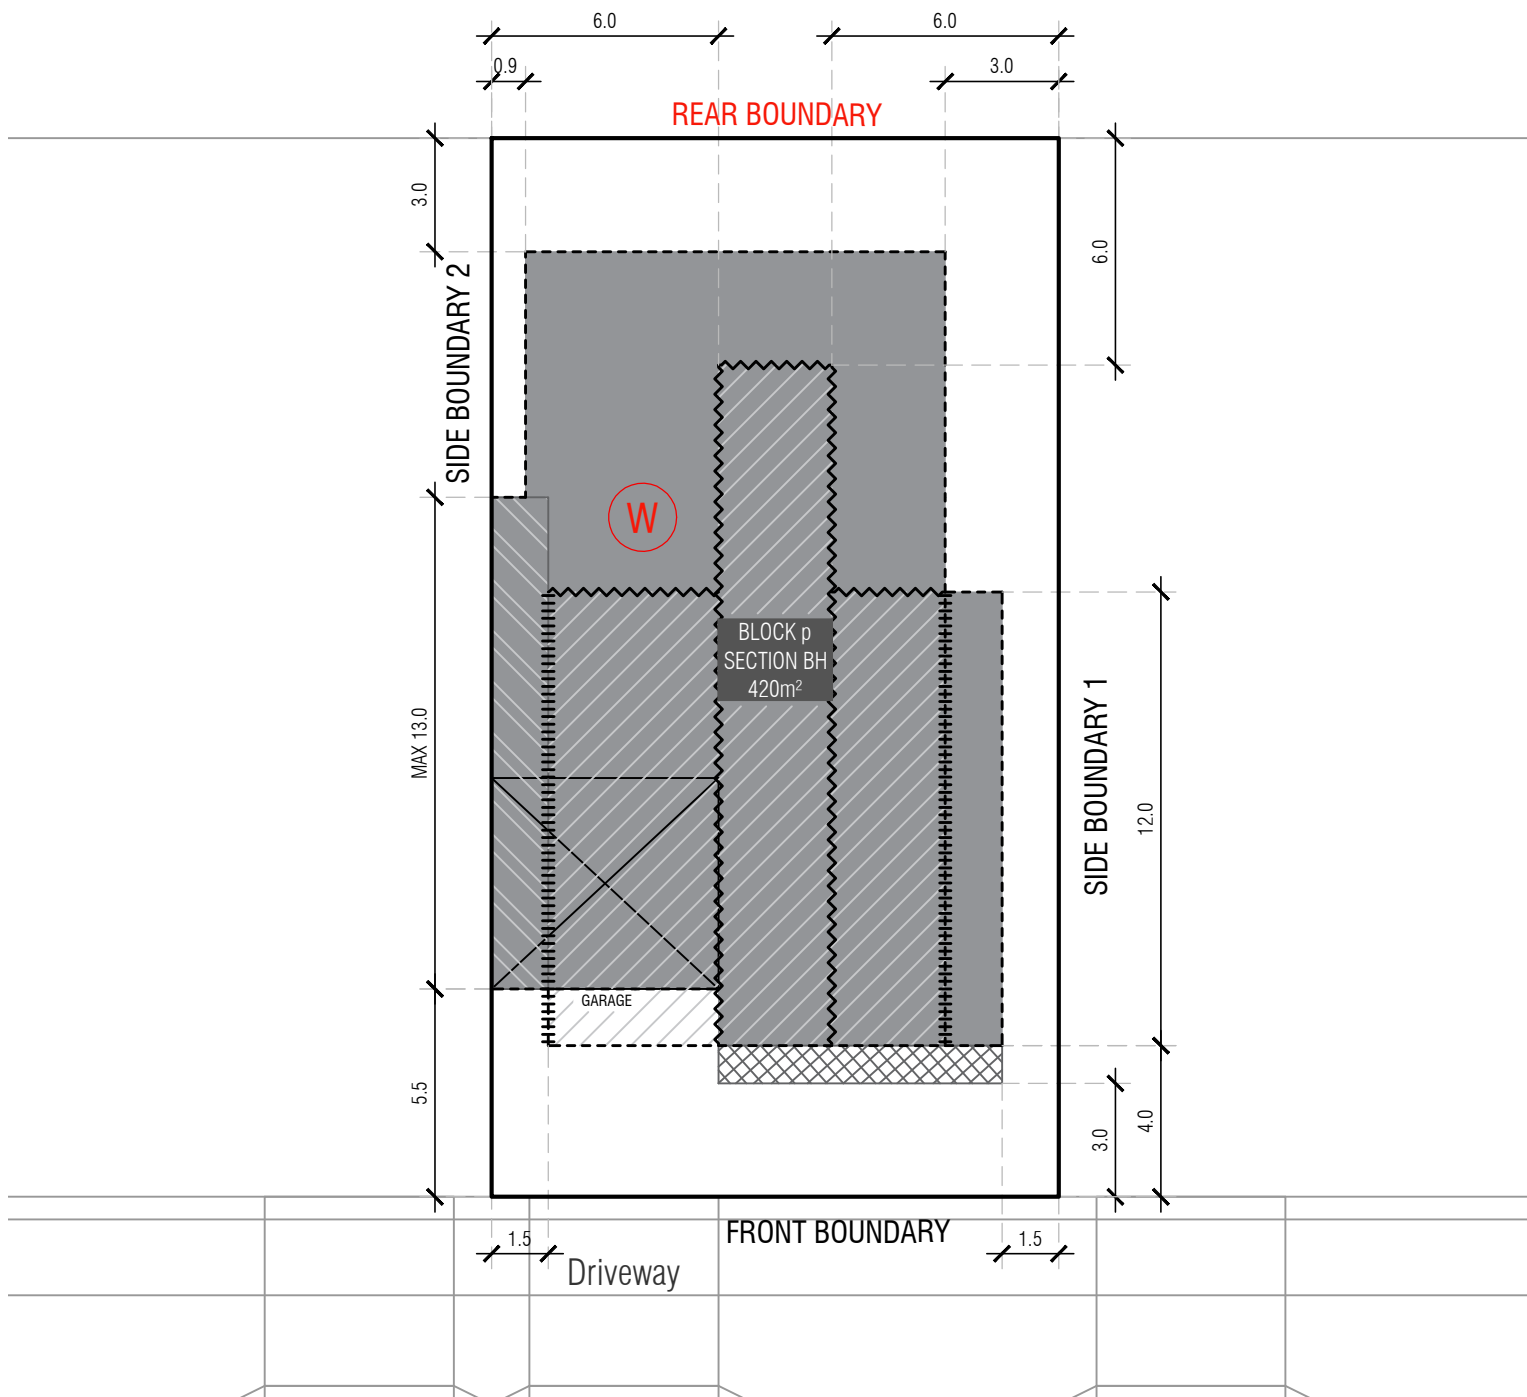 6.0
6.0
0.9
3.0
REAR BOUNDARY
3.0
6.0
SIDE BOUNDARY 2
W
BLOCK p
SECTION BH
420m²
MAX 13.0
SIDE BOUNDARY 1
12.0
GARAGE
5.5
3.0
4.0
1.5
FRONT BOUNDARY
1.5
Driveway